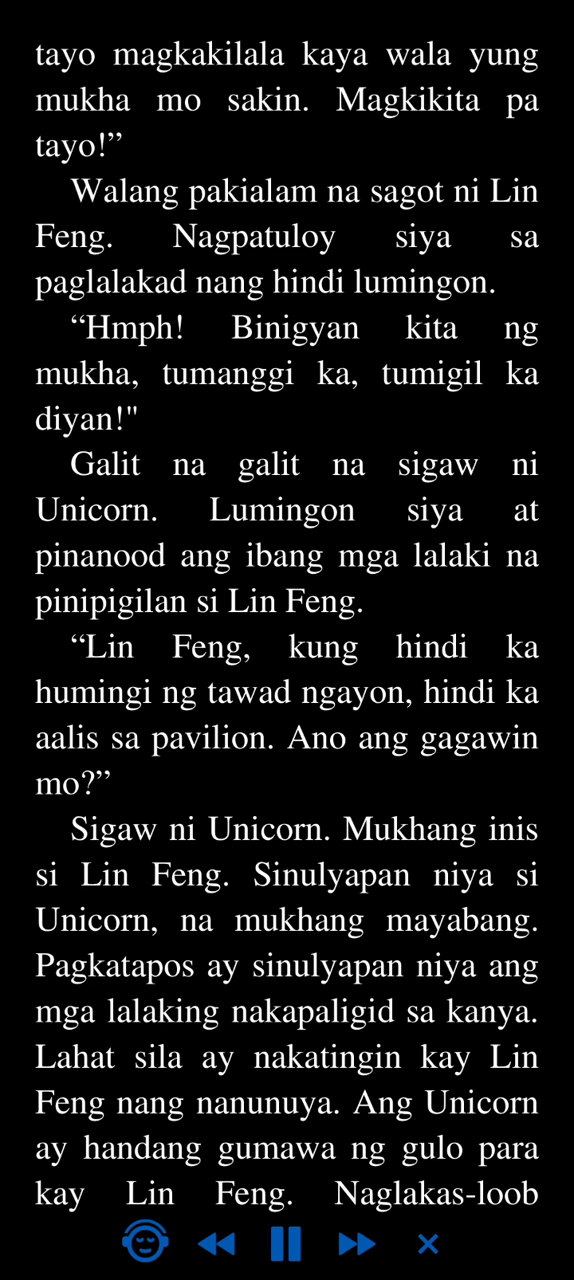 tayo magkakilala kaya wala yung
mukha mo sakin. Magkikita pa
tayo!”
Walang pakialam na sagot ni Lin
Feng. Nagpatuloy siya sa
paglalakad nang hindi lumingon.
“Hmph! Binigyan kita ng
mukha, tumanggi ka, tumigil ka
diyan!"
Galit na galit na sigaw ni
Unicorn. Lumingon siya at
pinanood ang ibang mga lalaki na
pinipigilan si Lin Feng.
“Lin Feng, kung hindi ka
humingi ng tawad ngayon, hindi ka
aalis sa pavilion. Ano ang gagawin
mo?”
Sigaw ni Unicorn. Mukhang inis
si Lin Feng. Sinulyapan niya si
Unicorn, na mukhang mayabang.
Pagkatapos ay sinulyapan niya ang
mga lalaking nakapaligid sa kanya.
Lahat sila ay nakatingin kay Lin
Feng nang nanunuya. Ang Unicorn
ay handang gumawa ng gulo para
kay Lin Feng. Naglakas-loob